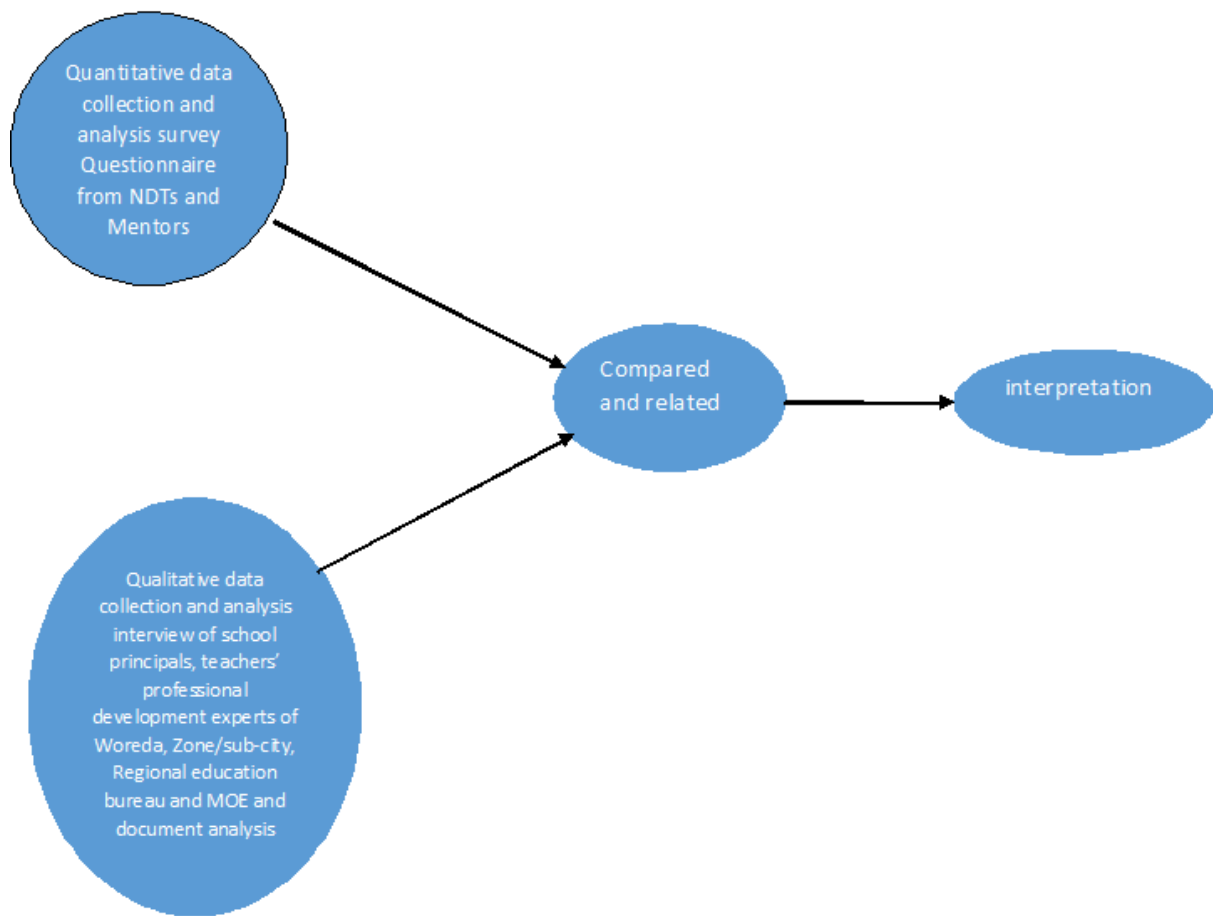 Quantitative data
collection and
analysis survey
Questionnaire
from NDTs and
Mentors
Compared
and related
interpretation
Qualitative data
collection and analysis
interview of school
principals, teachers’
professional
development experts of
Woreda, Zone/sub-city,
Regional education
bureau and MOE and
document analysis